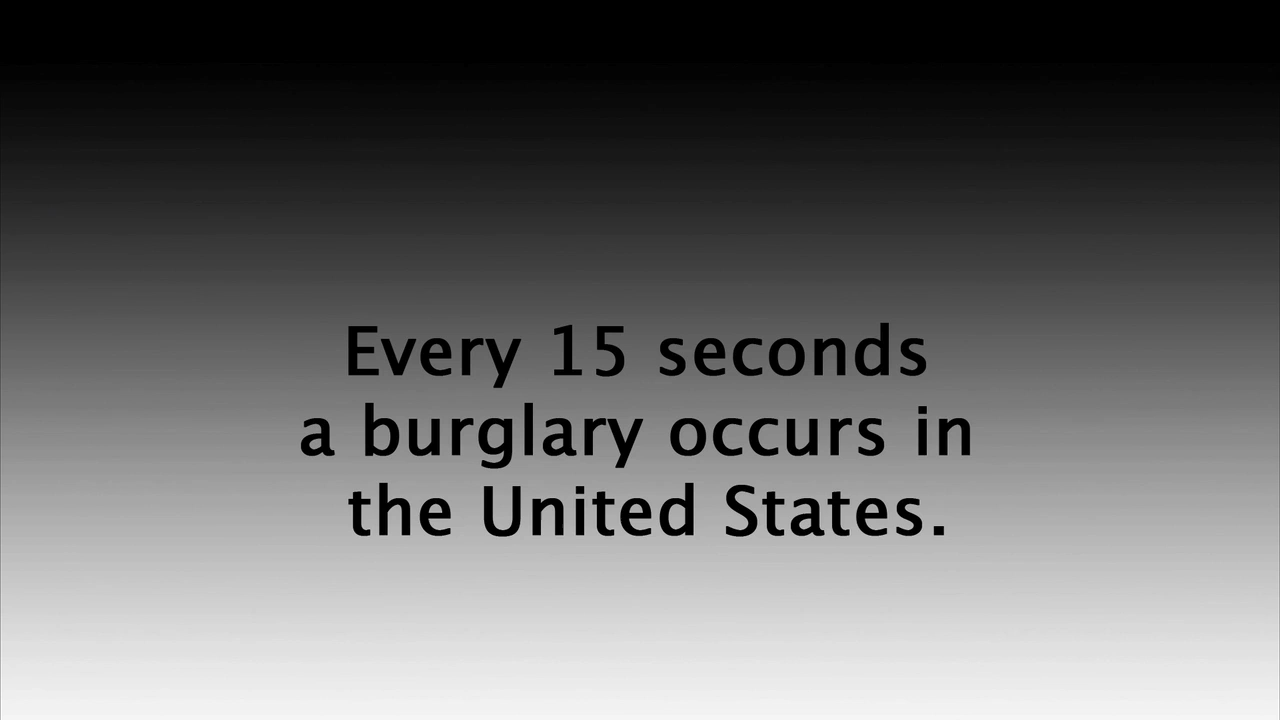 Every 15 seconds
a burglary occurs in
the United States.